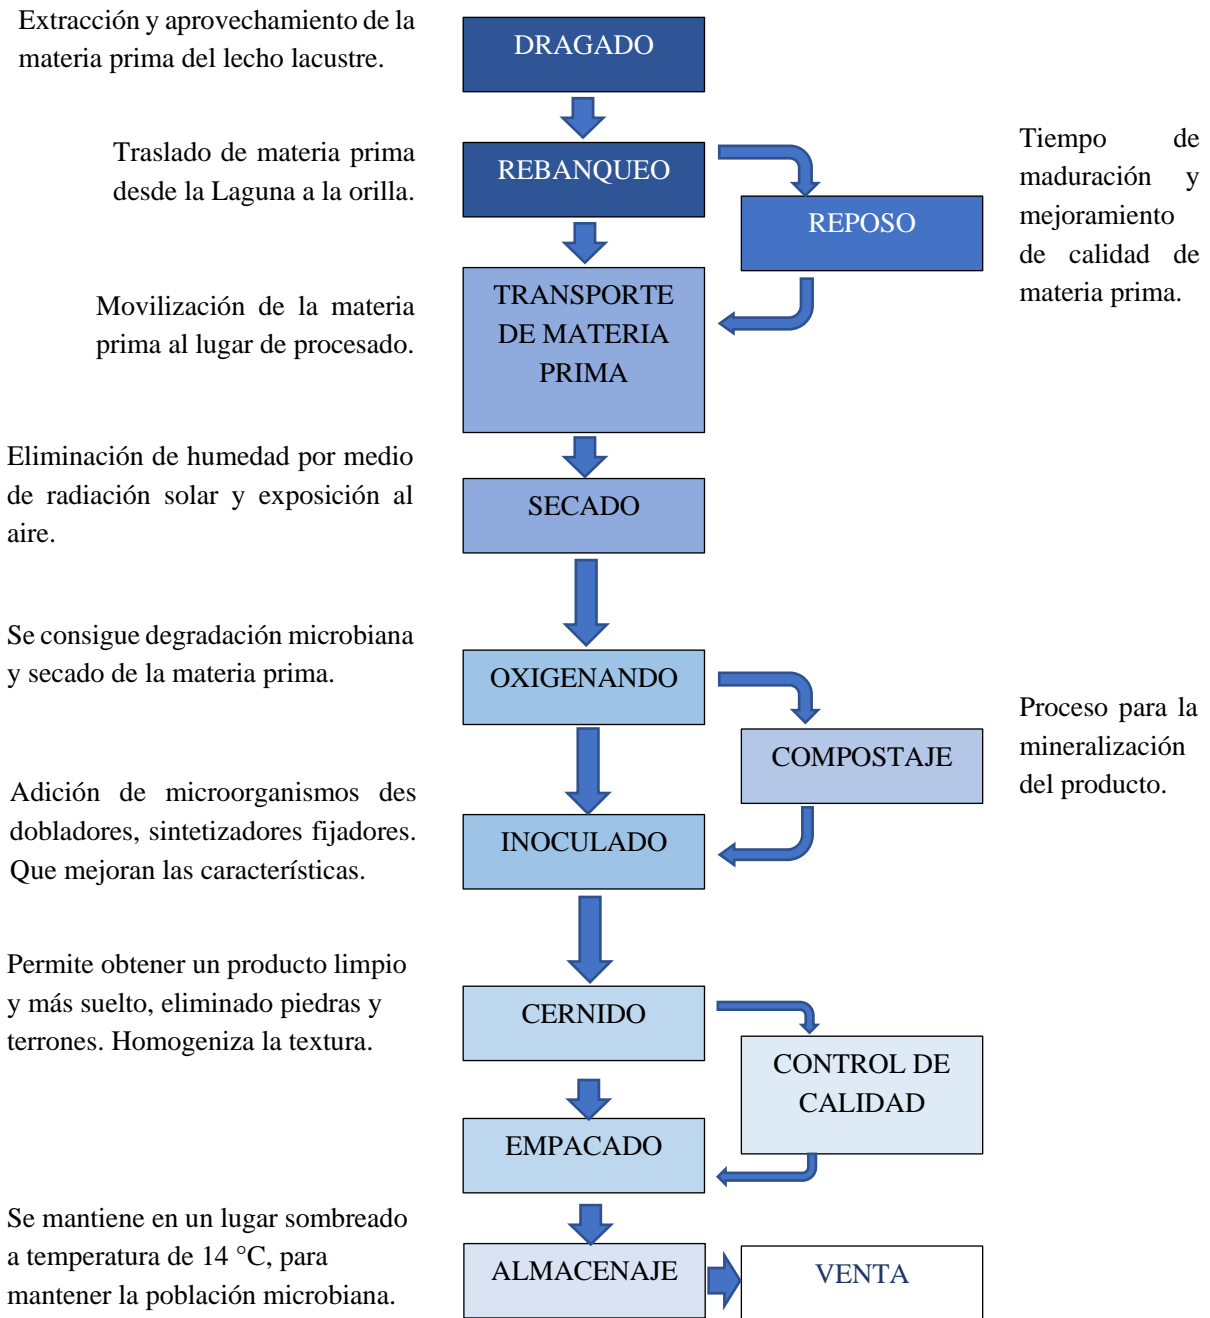 Extracción y aprovechamiento de la
materia prima del lecho lacustre.
DRAGADO
Traslado de materia prima
desde la Laguna a la orilla.
REBANQUEO
REPOSO
Tiempo de
maduración y
mejoramiento
de calidad de
materia prima.
Movilización de la materia
prima al lugar de procesado.
TRANSPORTE
DE MATERIA
PRIMA
Eliminación de humedad por medio
de radiación solar y exposición al
aire.
SECADO
Se consigue degradación microbiana
y secado de la materia prima.
OXIGENANDO
COMPOSTAJE
Proceso para la
mineralización
del producto.
Adición de microorganismos des
dobladores, sintetizadores fijadores.
Que mejoran las características.
INOCULADO
Permite obtener un producto limpio
y más suelto, eliminado piedras y
terrones. Homogeniza la textura.
CERNIDO
CONTROL DE
CALIDAD
EMPACADO
Se mantiene en un lugar sombreado
a temperatura de 14 °C, para
mantener la población microbiana.
ALMACENAJE
VENTA